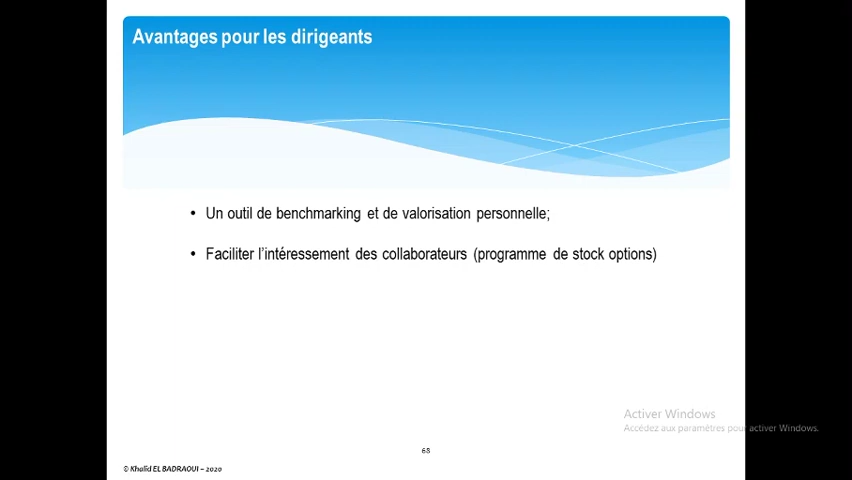 Avantages pour les dirigeants
• Un outil de benchmarking et de valorisation personnelle;
• Faciliter l'intéressement des collaborateurs (programme de stock options)
Activer Windows
Accédez aux paramètres pour activer Windows.
68
© Khalid EL BADRAOUI – 2020